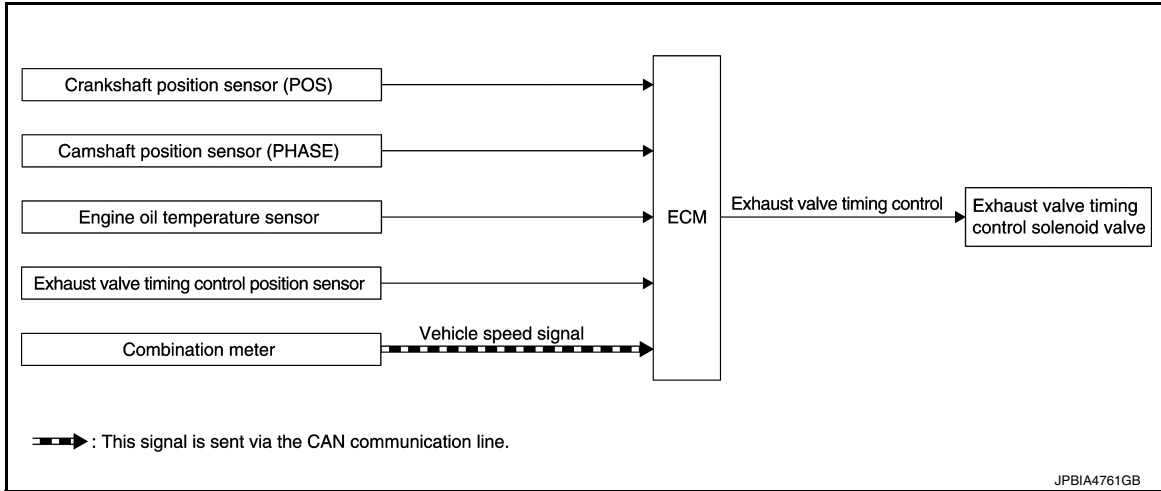 Crankshaft position sensor (POS)
Camshaft position sensor (PHASE)
Engine oil temperature sensor
Exhaust valve timing control position sensor
Combination meter
Vehicle speed signal
ECM
Exhaust valve timing control
Exhaust valve timing
control solenoid valve
: This signal is sent via the CAN communication line.
JPBIA4761GB